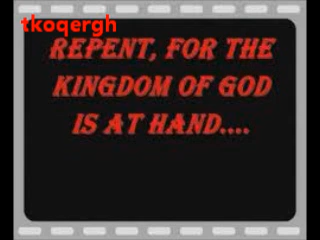 tkoqergh
REPENT, FOR THE
KINGDOM OF GOD
IS AT HAND....